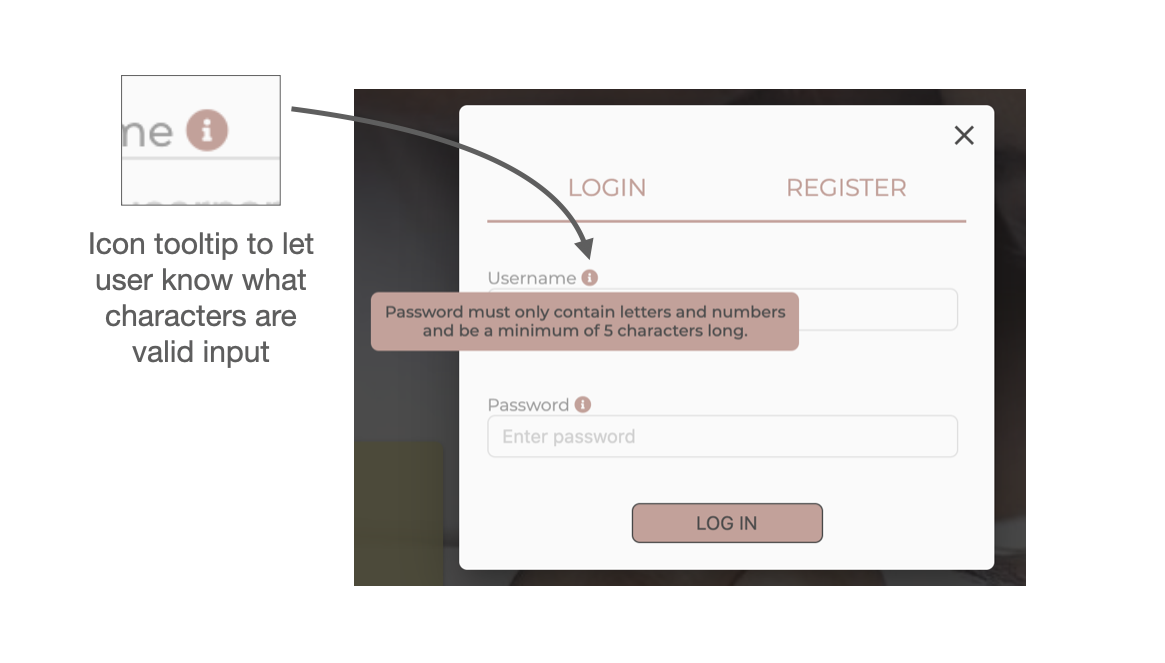 me
Icon tooltip to let
user know what
characters are
valid input
LOGIN
REGISTER
Username
Password must only contain letters and numbers
and be a minimum of 5 characters long.
Password
Enter password
LOG IN